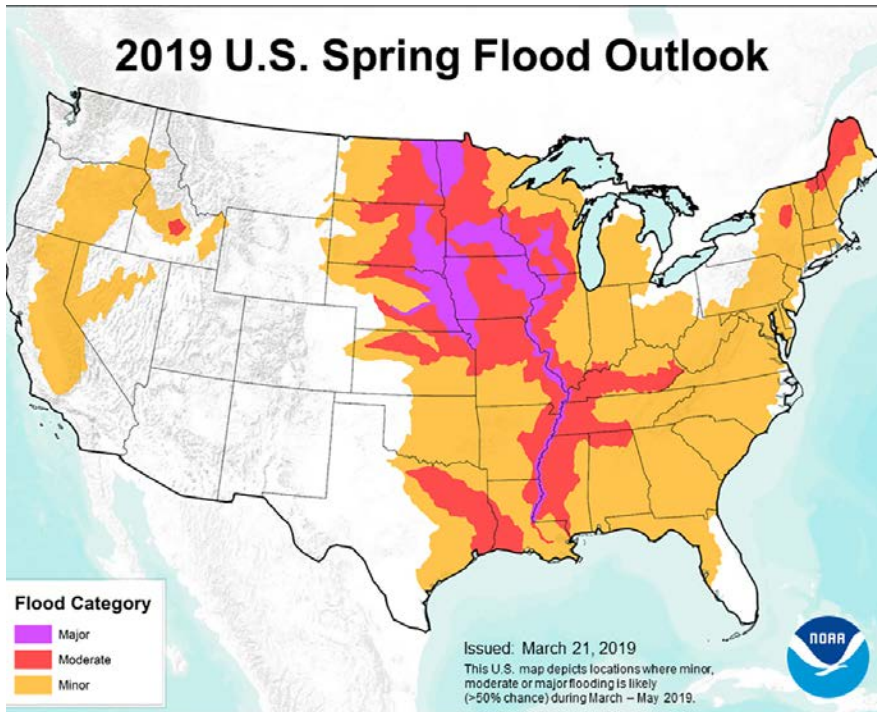 2019 U.S. Spring Flood Outlook
Flood Category
Major
Moderate
Minor
Issued: March 21, 2019
This U.S. map depicts locations where minor,
moderate or major flooding is likely
(>50% chance) during March – May 2019.
NOAA